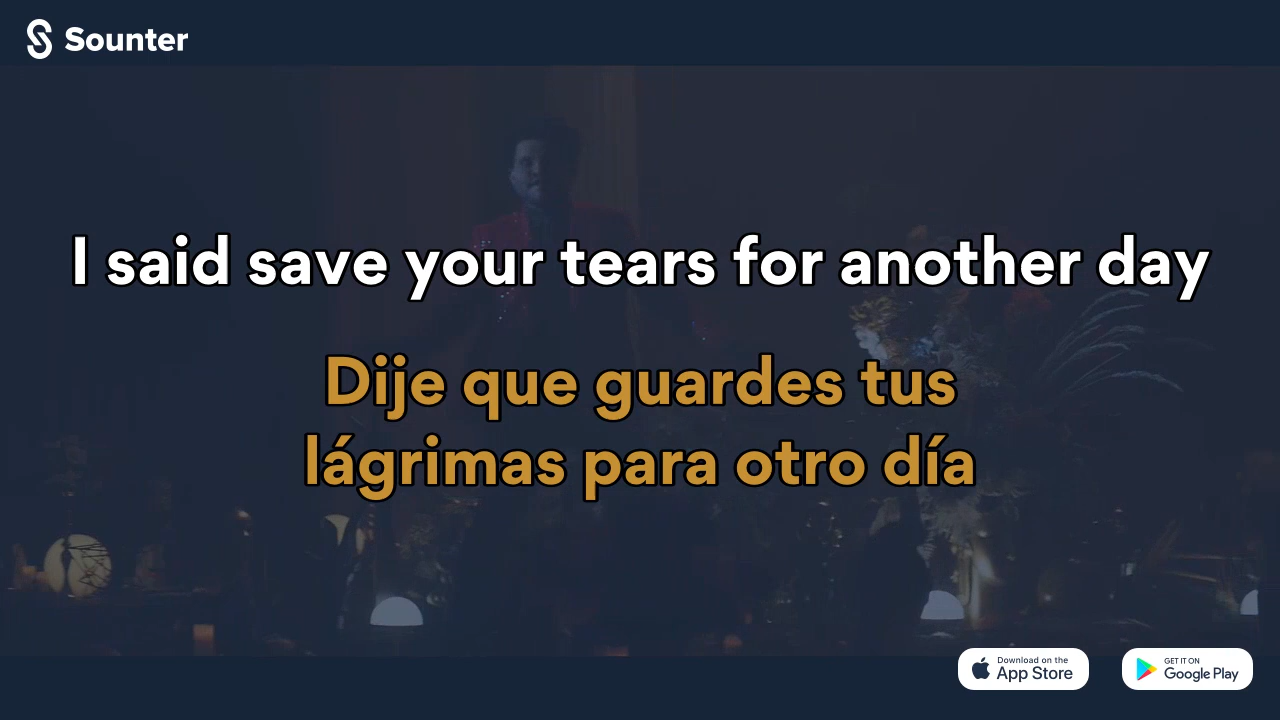 Sounter
I said save your tears for another day
Dije que guardes tus
lágrimas para otro día
Download on the
App Store
GET IT ON
Google Play